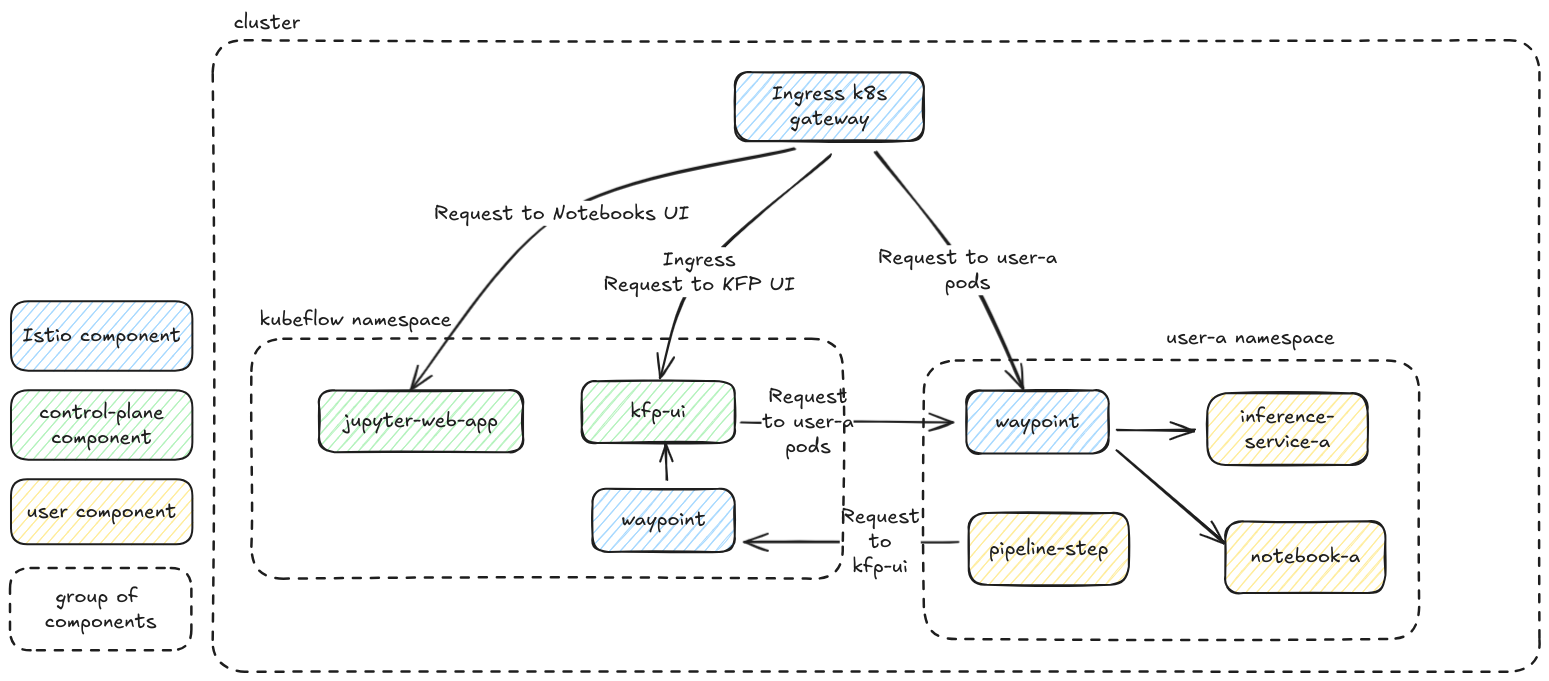 cluster
Ingress k8s
gateway
Request to Notebooks UI
Ingress
Request to KFP UI
Request to user-a
pods
Istio component
control-plane
component
user component
group of
components
kubeflow namespace
jupyter-web-app
kfp-ui
waypoint
Request
to user-a
pods
Request
to
kfp-ui
user-a namespace
waypoint
inference-
service-a
pipeline-step
notebook-a